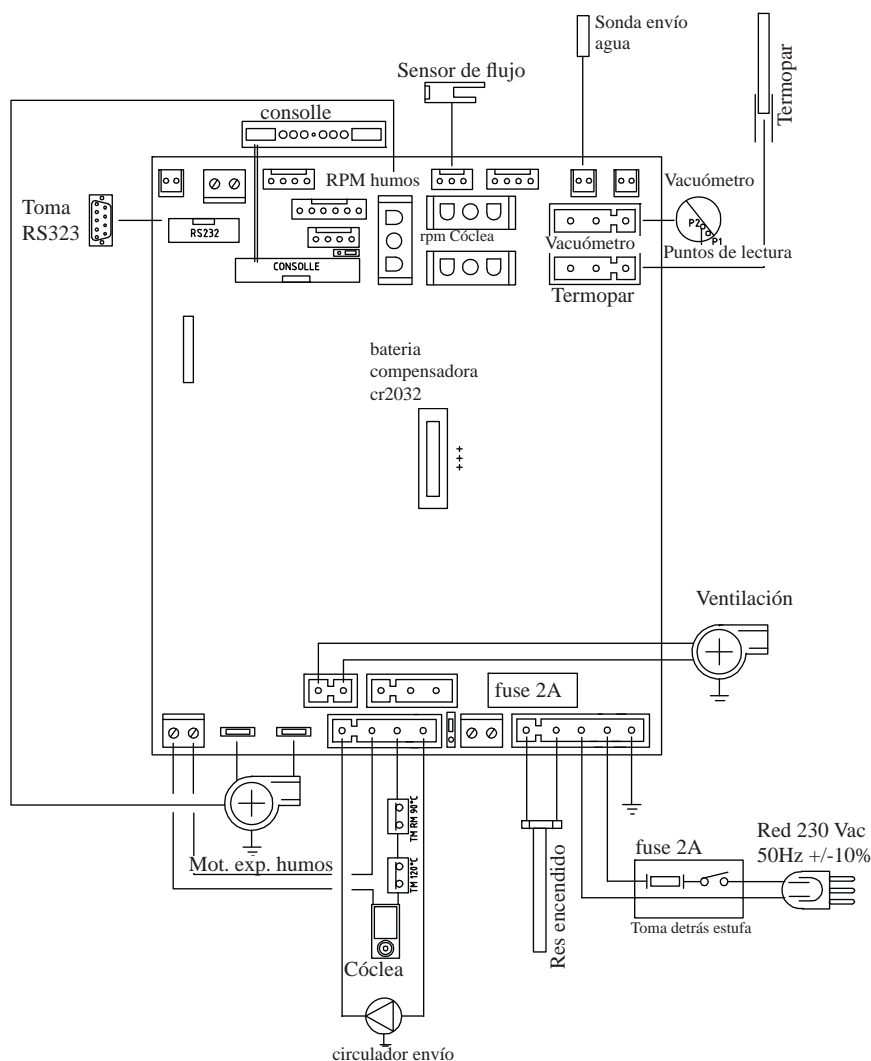 Sonda envío
agua
Sensor de flujo
Termopar
consolle
RPM humos
Vacuómetro
Toma
RS323
RS232
rpm Cóclea
P2
P1
Vacuómetro
Puntos de lectura
CONSOLLE
Termopar
bateria
compensadora
cr2032
+++
Ventilación
fuse 2A
TM RM 90°C
Mot. exp. humos
TM 120°C
Cóclea
circulador envío
Res encendido
fuse 2A
Toma detrás estufa
Red 230 Vac
50Hz +/-10%